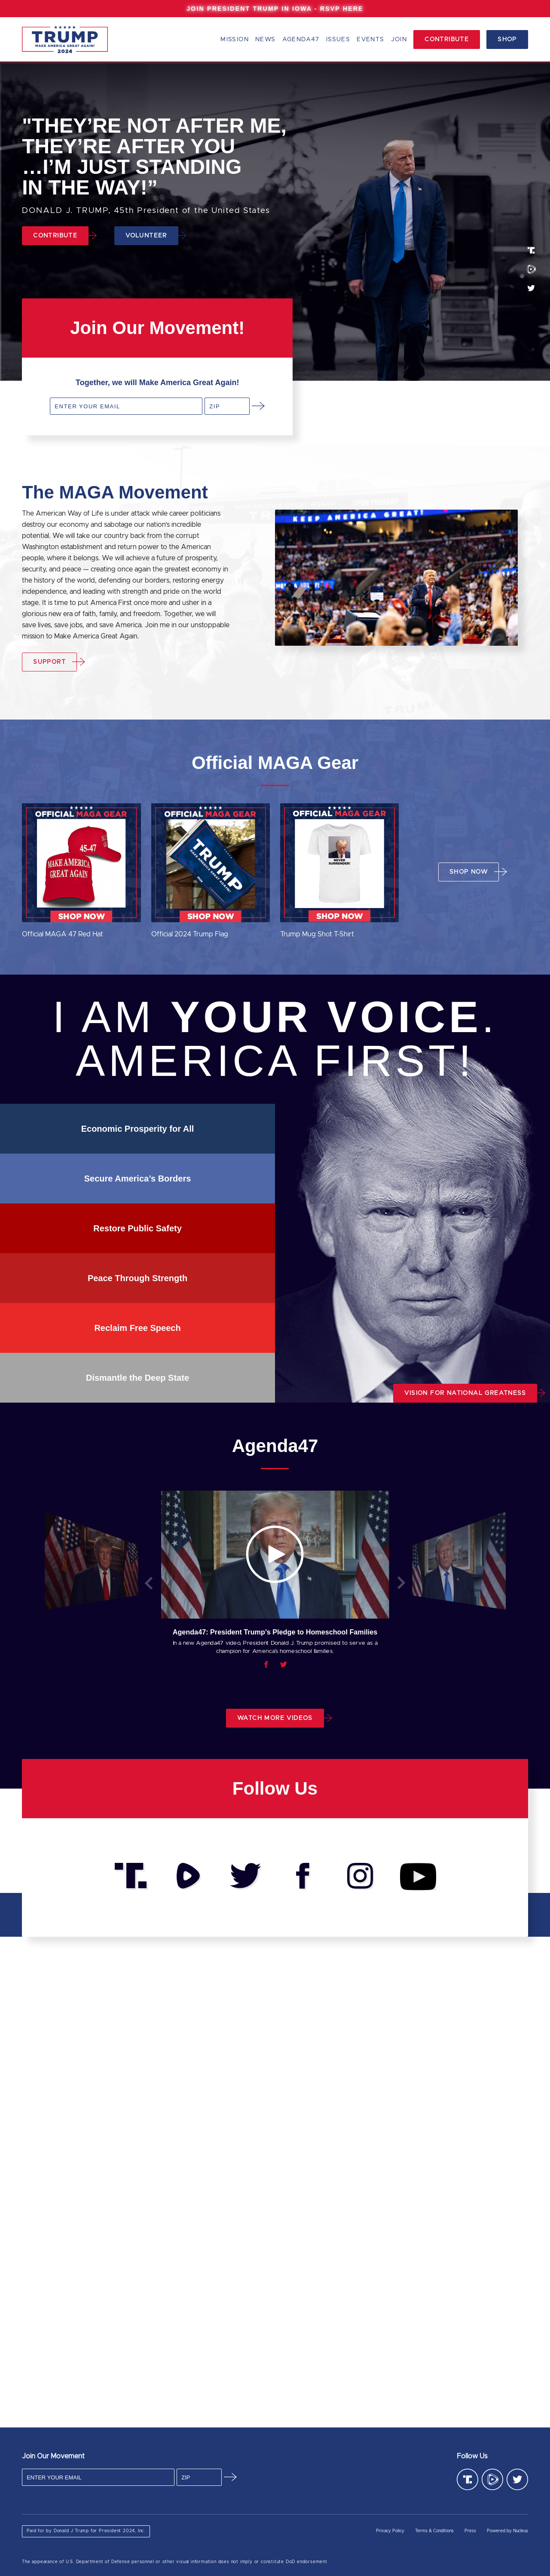 JOIN PRESIDENT TRUMP IN IOWA - RSVP HERE
TRUMP
MAKE AMERICA GREAT AGAIN!
2024
MISSION NEWS AGENDA47 ISSUES EVENTS JOIN CONTRIBUTE SHOP
"THEY’RE NOT AFTER ME,
THEY’RE AFTER YOU
…I’M JUST STANDING
IN THE WAY!”
DONALD J. TRUMP, 45th President of the United States
CONTRIBUTE VOLUNTEER
Join Our Movement!
Together, we will Make America Great Again!
ENTER YOUR EMAIL ZIP
The MAGA Movement
The American Way of Life is under attack while career politicians
destroy our economy and sabotage our nation's incredible
potential. We will take our country back from the corrupt
Washington establishment and return power to the American
people, where it belongs. We will achieve a future of prosperity,
security, and peace — creating once again the greatest economy in
the history of the world, defending our borders, restoring energy
independence, and leading with strength and pride on the world
stage. It is time to put America First once more and usher in a
glorious new era of faith, family, and freedom. Together, we will
save lives, save jobs, and save America. Join me in our unstoppable
mission to Make America Great Again.
KEEP AMERICA GREAT!
SUPPORT
Official MAGA Gear
OFFICIAL MAGA GEAR
45-47
MAKE AMERICA
GREAT AGAIN
SHOP NOW
Official MAGA 47 Red Hat
OFFICIAL MAGA GEAR
TRUMP
SHOP NOW
Official 2024 Trump Flag
OFFICIAL MAGA GEAR
NEVER
SURRENDER!
SHOP NOW
Trump Mug Shot T-Shirt
SHOP NOW
I AM YOUR VOICE.
AMERICA FIRST!
Economic Prosperity for All
Secure America’s Borders
Restore Public Safety
Peace Through Strength
Reclaim Free Speech
Dismantle the Deep State
VISION FOR NATIONAL GREATNESS
Agenda47
Agenda47: President Trump’s Pledge to Homeschool Families
In a new Agenda47 video, President Donald J. Trump promised to serve as a
champion for America’s homeschool families.
WATCH MORE VIDEOS
Follow Us
Join Our Movement
ENTER YOUR EMAIL ZIP
Follow Us
Paid for by Donald J. Trump for President 2024, Inc.
Privacy Policy Terms & Conditions Press Powered by Nucleus
The appearance of U.S. Department of Defense personnel or other visual information does not imply or constitute DoD endorsement.